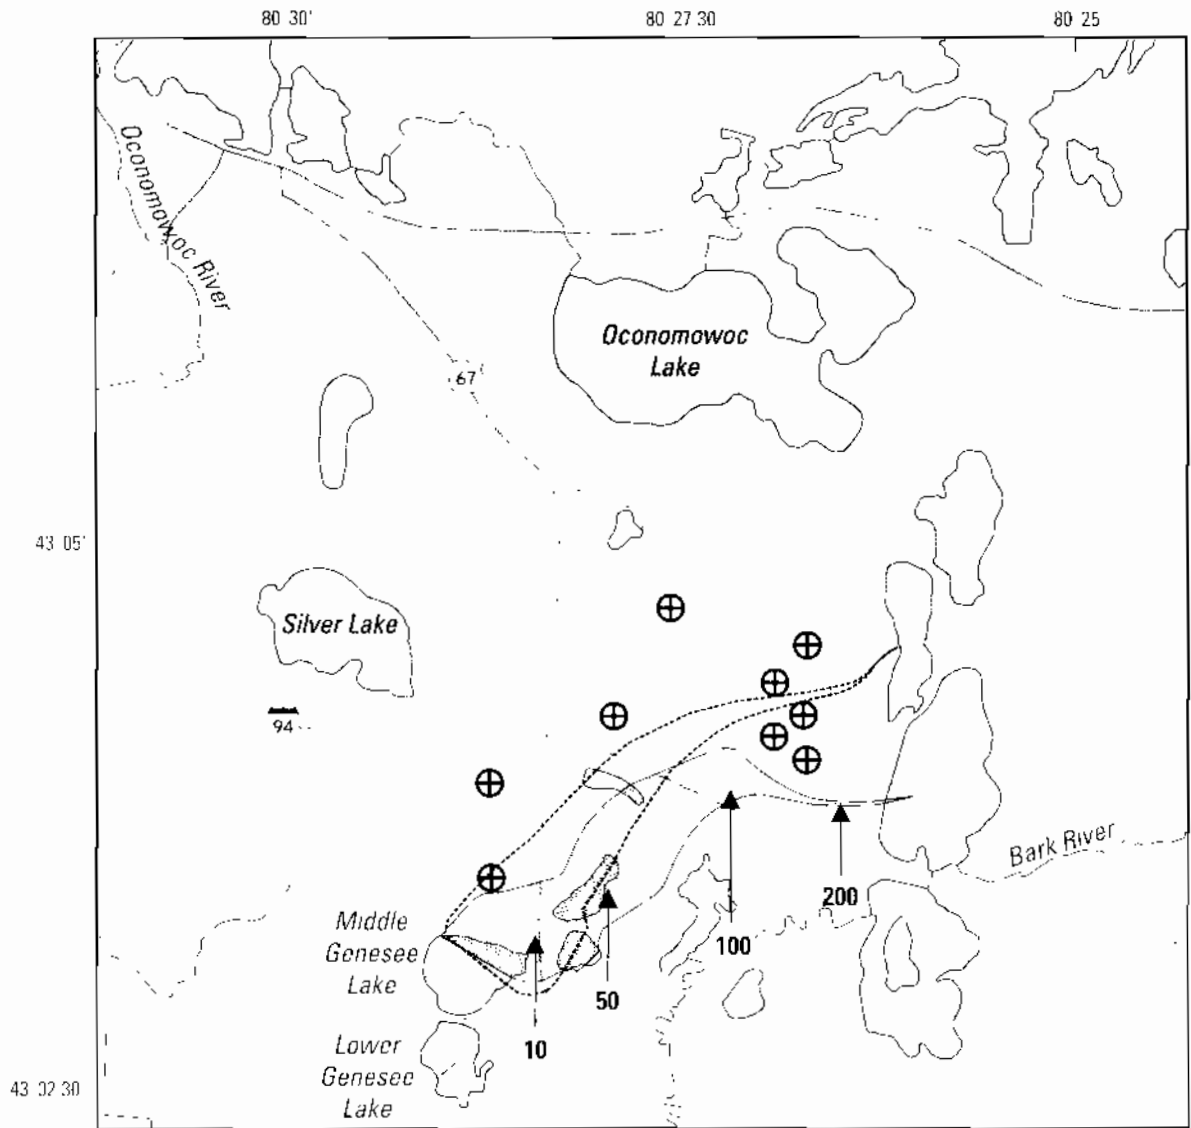 80 30'
80 27 30
80 25
Oconomowoc River
Oconomowoc
Lake
67
43 05'
Silver Lake
94
Bark River
200
100
Middle
Genesee
Lake
50
10
Lower
Genesee
Lake
43 02 30